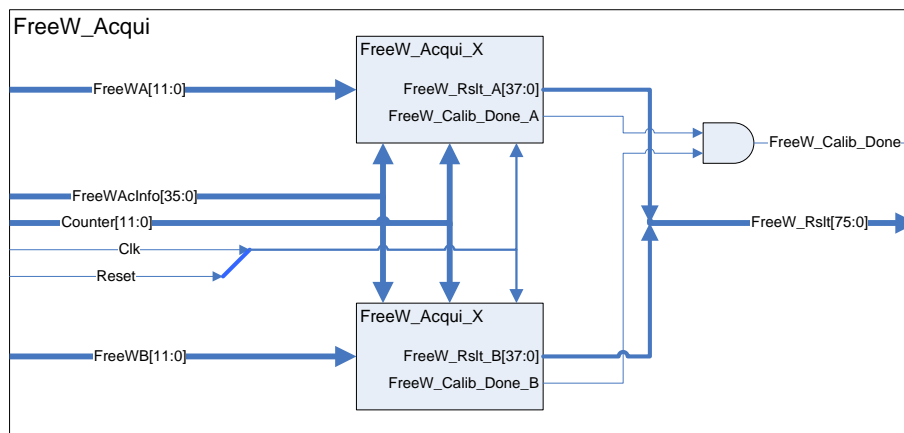 FreeW_Acqui
FreeW_Acqui_X
FreeWA[11:0]
FreeW_Rslt_A[37:0]
FreeW_Calib_Done_A
FreeW_Calib_Done
FreeWAcInfo[35:0]
Counter[11:0]
FreeW_Rslt[75:0]
Clk
Reset
FreeW_Acqui_X
FreeWB[11:0]
FreeW_Rslt_B[37:0]
FreeW_Calib_Done_B